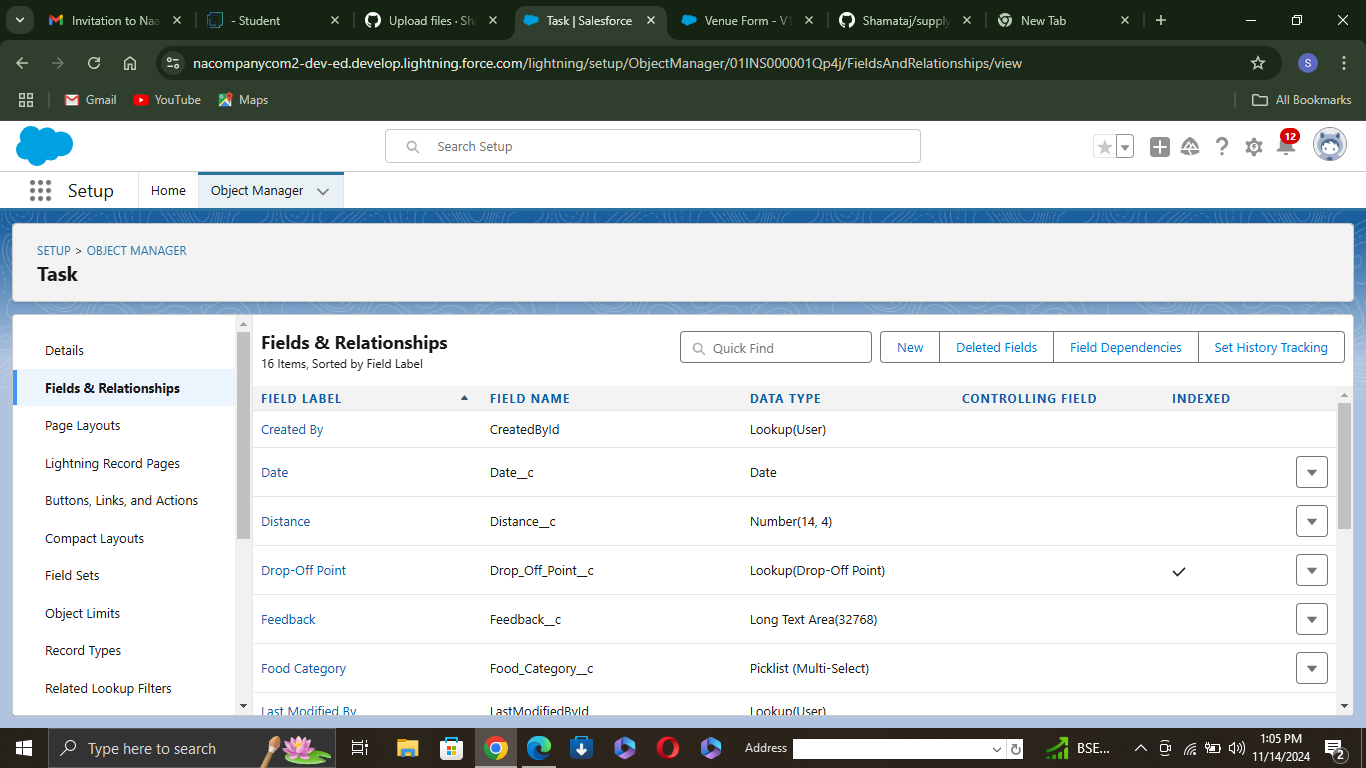 Invitation to Naa
- Student
Upload files · Sha
Task | Salesforce
Venue Form - V1
Shamataj/supply
New Tab
nacompanycom2-dev-ed.develop.lightning.force.com/lightning/setup/ObjectManager/01INS000001Qp4j/FieldsAndRelationships/view
S
Gmail
YouTube
Maps
All Bookmarks
Search Setup
12
Setup
Home
Object Manager
SETUP > OBJECT MANAGER
Task
Details
Fields & Relationships
Page Layouts
Lightning Record Pages
Buttons, Links, and Actions
Compact Layouts
Field Sets
Object Limits
Record Types
Related Lookup Filters
Fields & Relationships
16 Items, Sorted by Field Label
Quick Find
New
Deleted Fields
Field Dependencies
Set History Tracking
FIELD LABEL FIELD NAME DATA TYPE CONTROLLING FIELD INDEXED
Created By CreatedById Lookup(User)
Date Date__c Date
Distance Distance__c Number(14, 4)
Drop-Off Point Drop_Off_Point__c Lookup(Drop-Off Point)
Feedback Feedback__c Long Text Area(32768)
Food Category Food_Category__c Picklist (Multi-Select)
Last Modified By LastModifiedById Lookup(User)
Type here to search
Address
BSE...
1:05 PM
11/14/2024
2